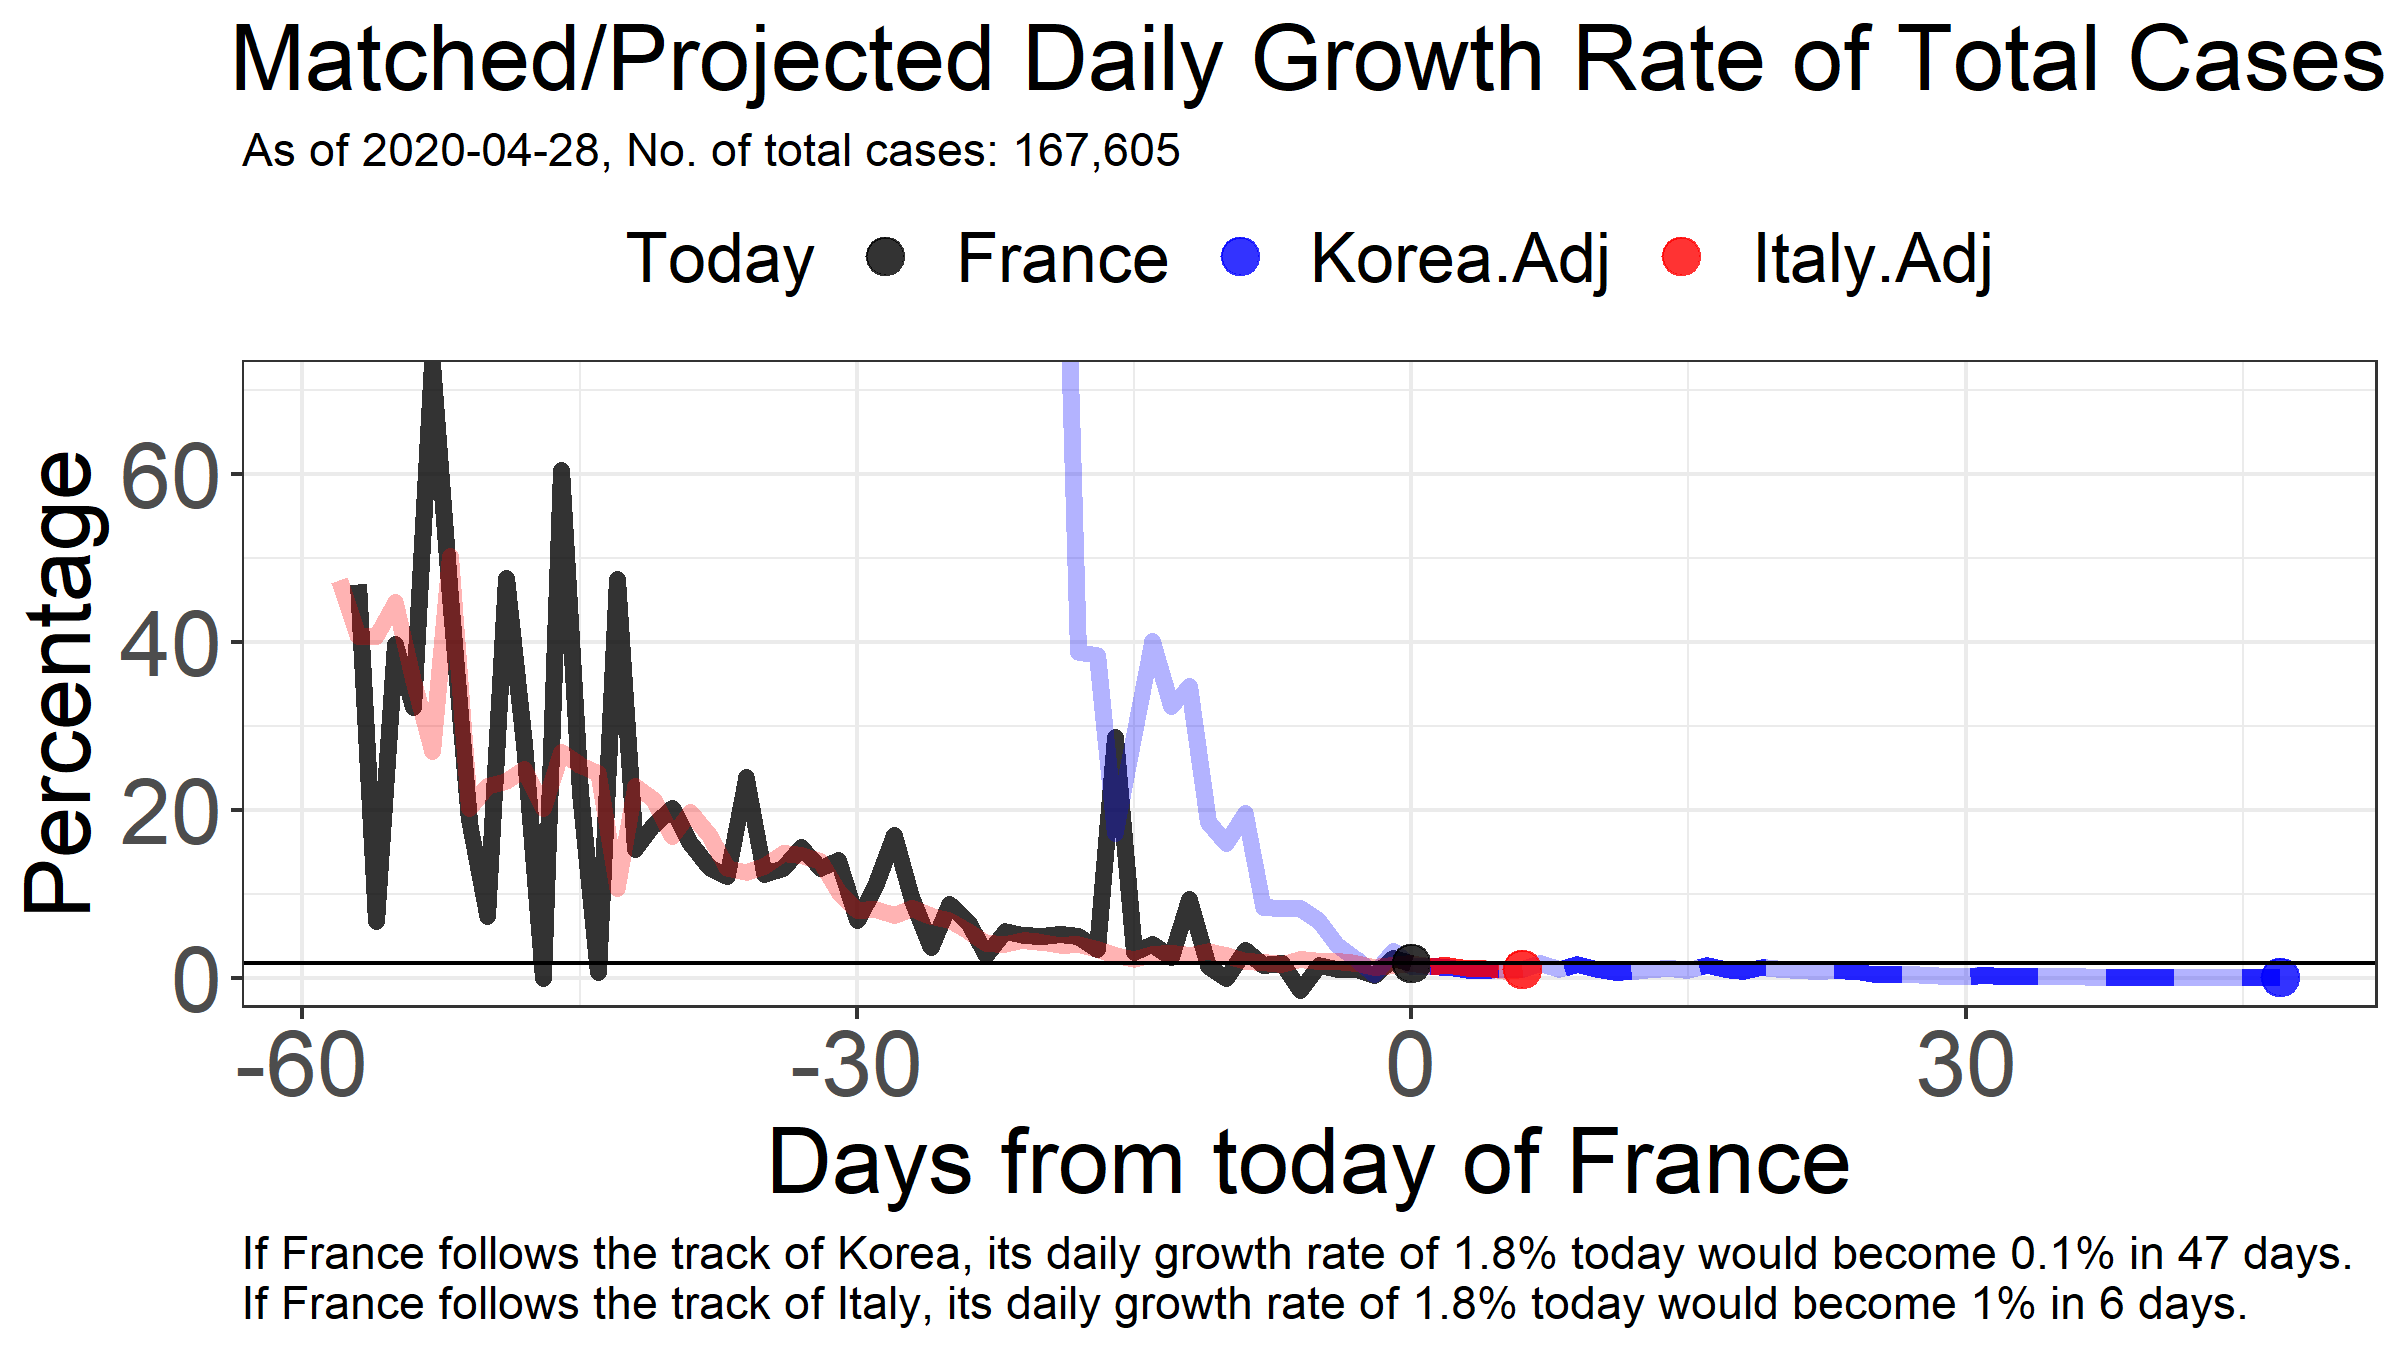 Matched/Projected Daily Growth Rate of Total Cases
As of 2020-04-28, No. of total cases: 167,605
Today France Korea.Adj Italy.Adj
Percentage
60
40
20
0
-60 -30 0 30
Days from today of France
If France follows the track of Korea, its daily growth rate of 1.8% today would become 0.1% in 47 days.
If France follows the track of Italy, its daily growth rate of 1.8% today would become 1% in 6 days.